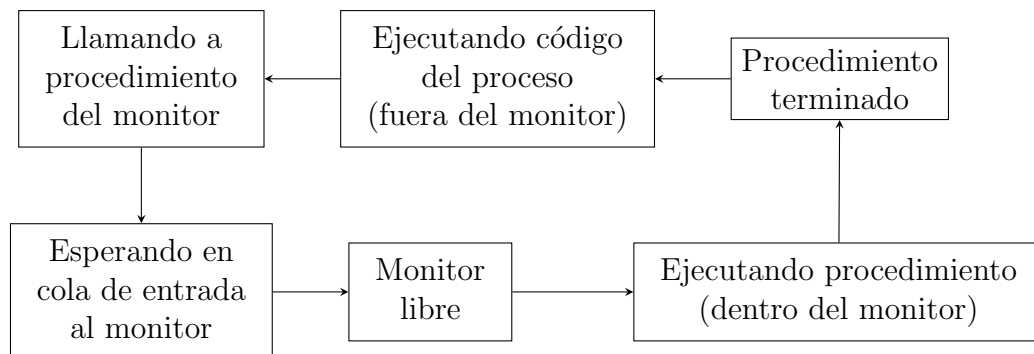 Llamando a
procedimiento
del monitor
Ejecutando código
del proceso
(fuera del monitor)
Procedimiento
terminado
Esperando en
cola de entrada
al monitor
Monitor
libre
Ejecutando procedimiento
(dentro del monitor)